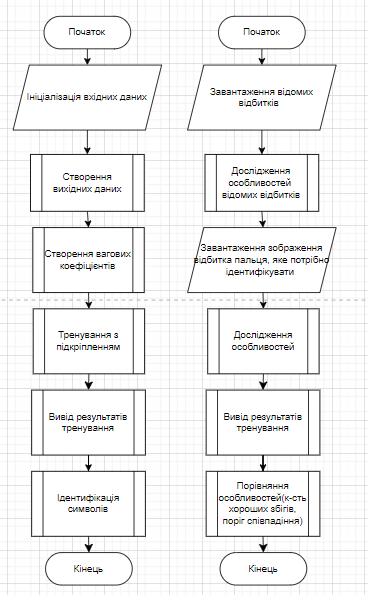 Початок
Ініціалізація вхідних даних
Створення
вихідних даних
Створення вагових
коефіцієнтів
Тренування з
підкріпленням
Вивід результатів
тренування
Ідентифікація
символів
Кінець
Початок
Завантаження відомих
відбитків
Дослідження
особливостей
відомих відбитків
Завантаження зображення
відбитка пальця, яке потрібно
ідентифікувати
Дослідження
особливостей
Вивід результатів
тренування
Порівняння
особливостей(к-сть
хороших збігів,
поріг співпадіння)
Кінець